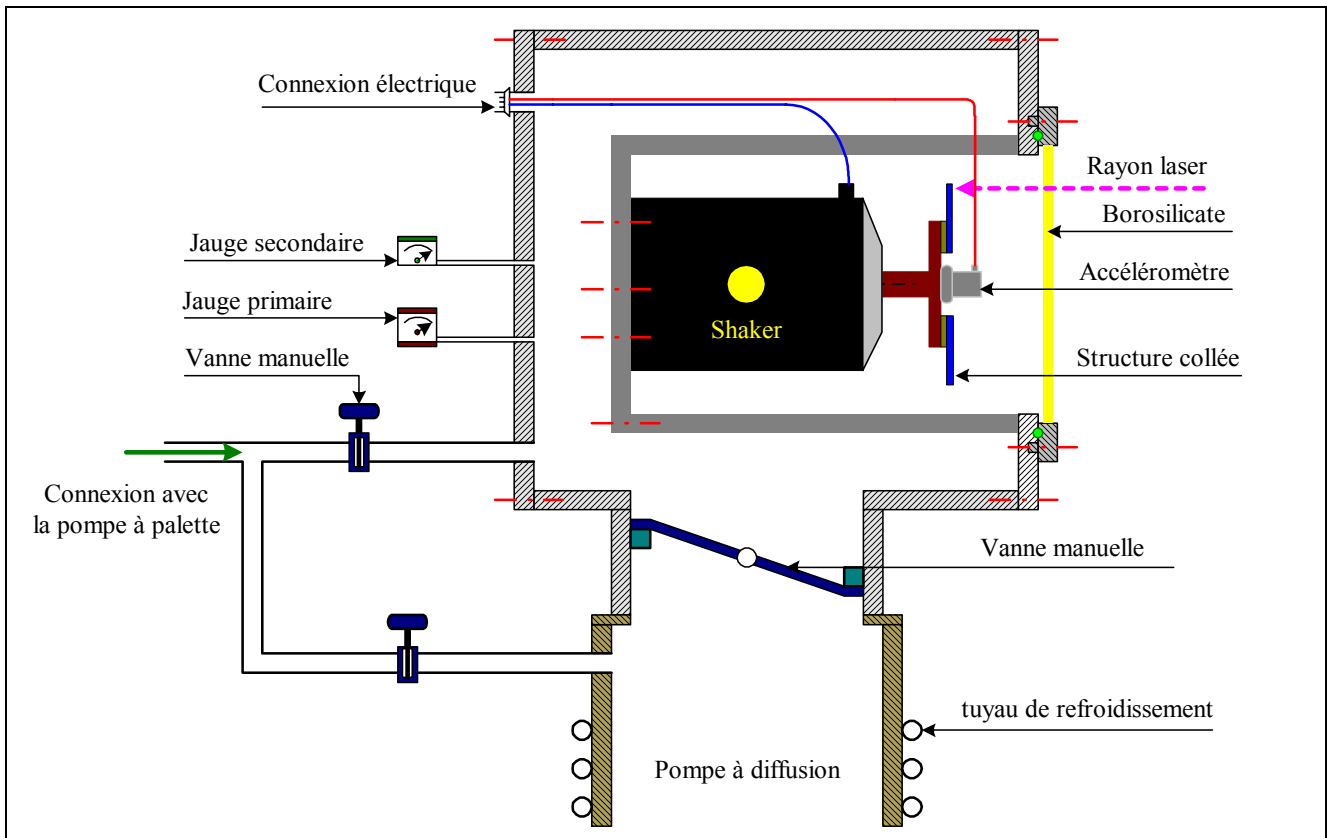 Connexion électrique
Rayon laser
Borosilicate
Jauge secondaire
Accéléromètre
Jauge primaire
Shaker
Vanne manuelle
Structure collée
Connexion avec
la pompe à palette
Vanne manuelle
tuyau de refroidissement
Pompe à diffusion